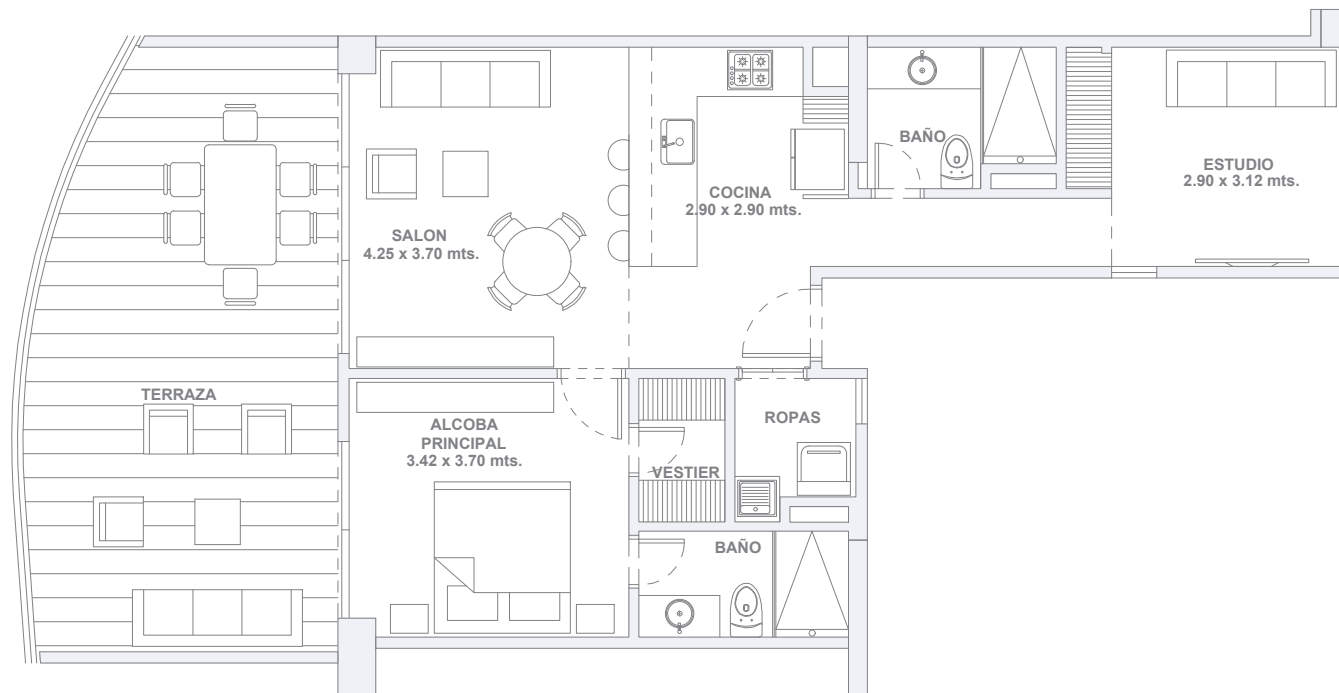 BAÑO
ESTUDIO
2.90 x 3.12 mts.
COCINA
2.90 x 2.90 mts.
SALON
4.25 x 3.70 mts.
TERRAZA
ALCOBA
PRINCIPAL
3.42 x 3.70 mts.
ROPAS
VESTIER
BAÑO